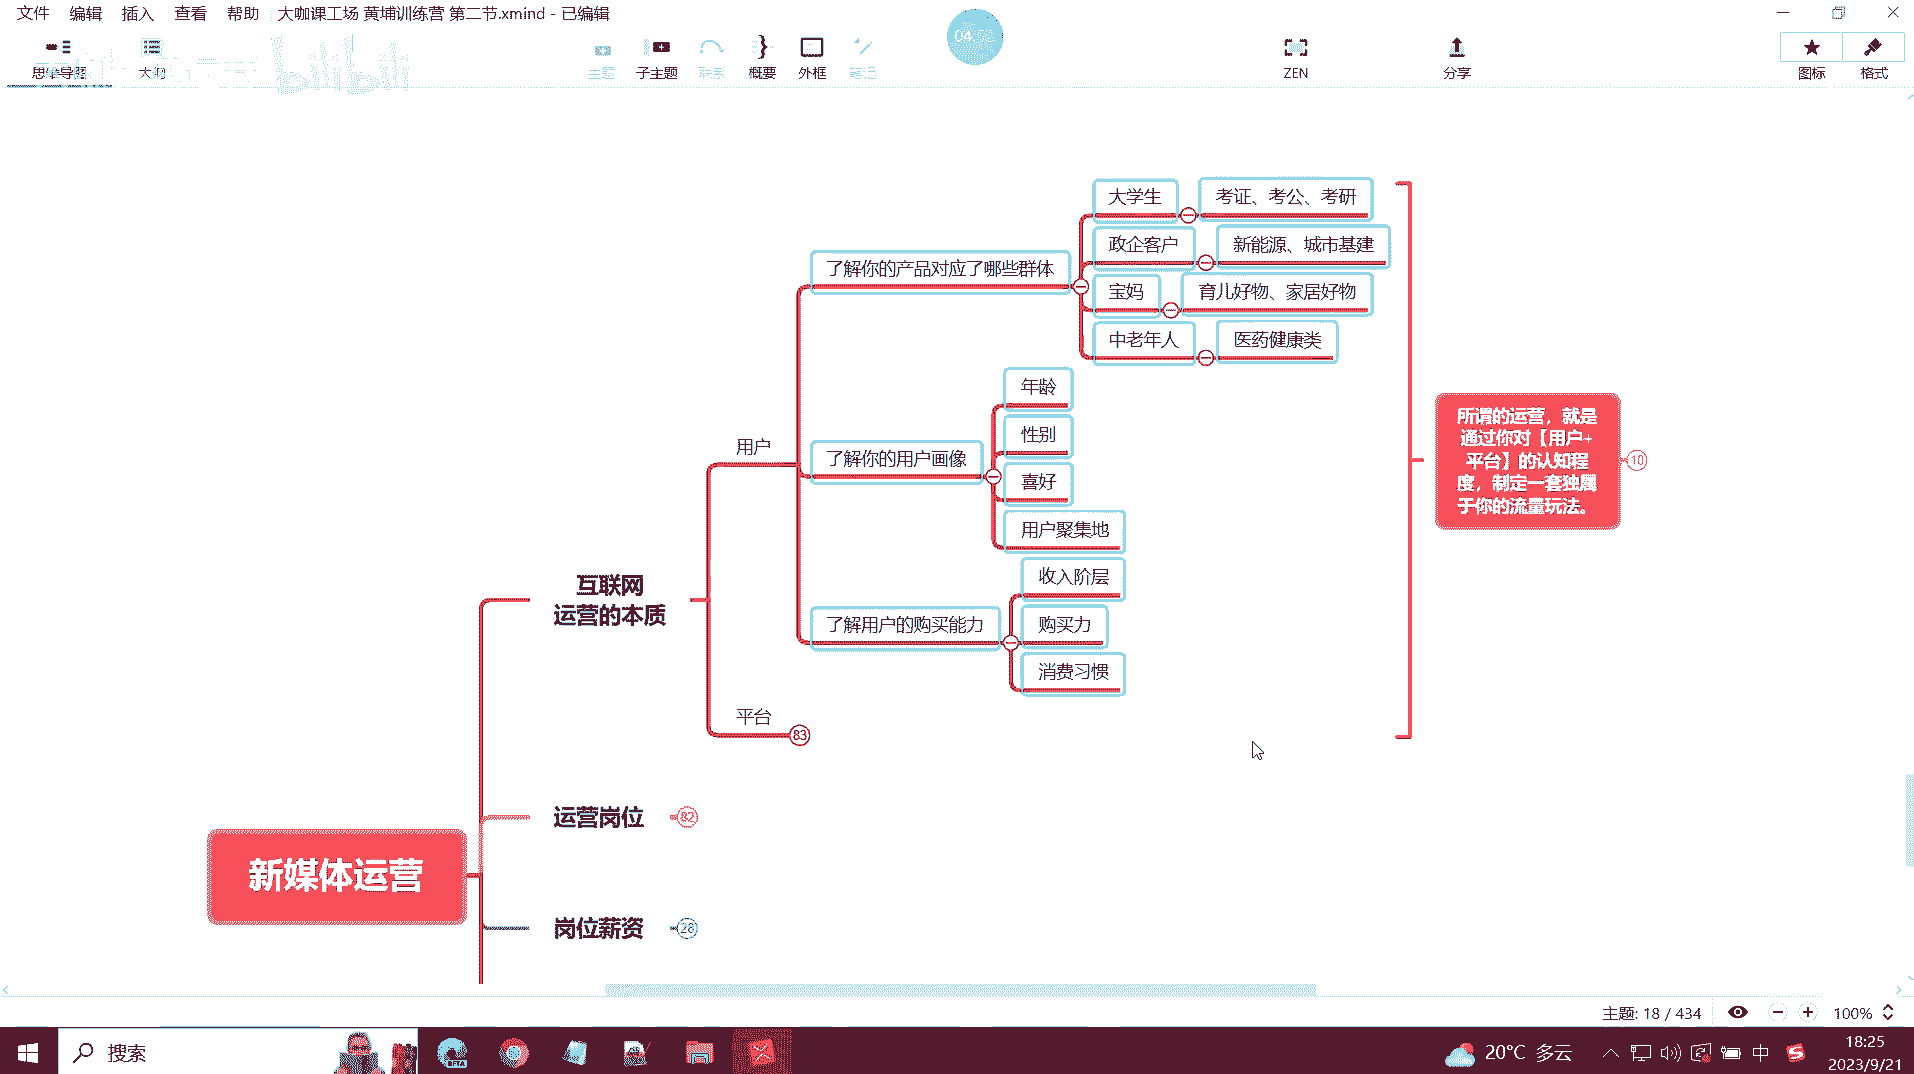 文件 编辑 插入 查看 帮助 大咖课工场 黄埔训练营 第二节.xmind - 已编辑
思维导图 大纲 主题 子主题 联系 概要 外框 笔记 ZEN 分享 图标 格式
bilibili
大学生 考证、考公、考研
政企客户 新能源、城市基建
了解你的产品对应了哪些群体
宝妈 育儿好物、家居好物
中老年人 医药健康类
年龄
性别
用户
了解你的用户画像
喜好
用户聚集地
所谓的运营，就是
通过你对【用户+
平台】的认知程
度，制定一套独属
于你的流量玩法。
10
收入阶层
了解用户的购买能力
购买力
消费习惯
互联网
运营的本质
平台 83
运营岗位 82
新媒体运营
岗位薪资 28
主题: 18 / 434 100%
搜索
20°C 多云
中
18:25
2023/9/21